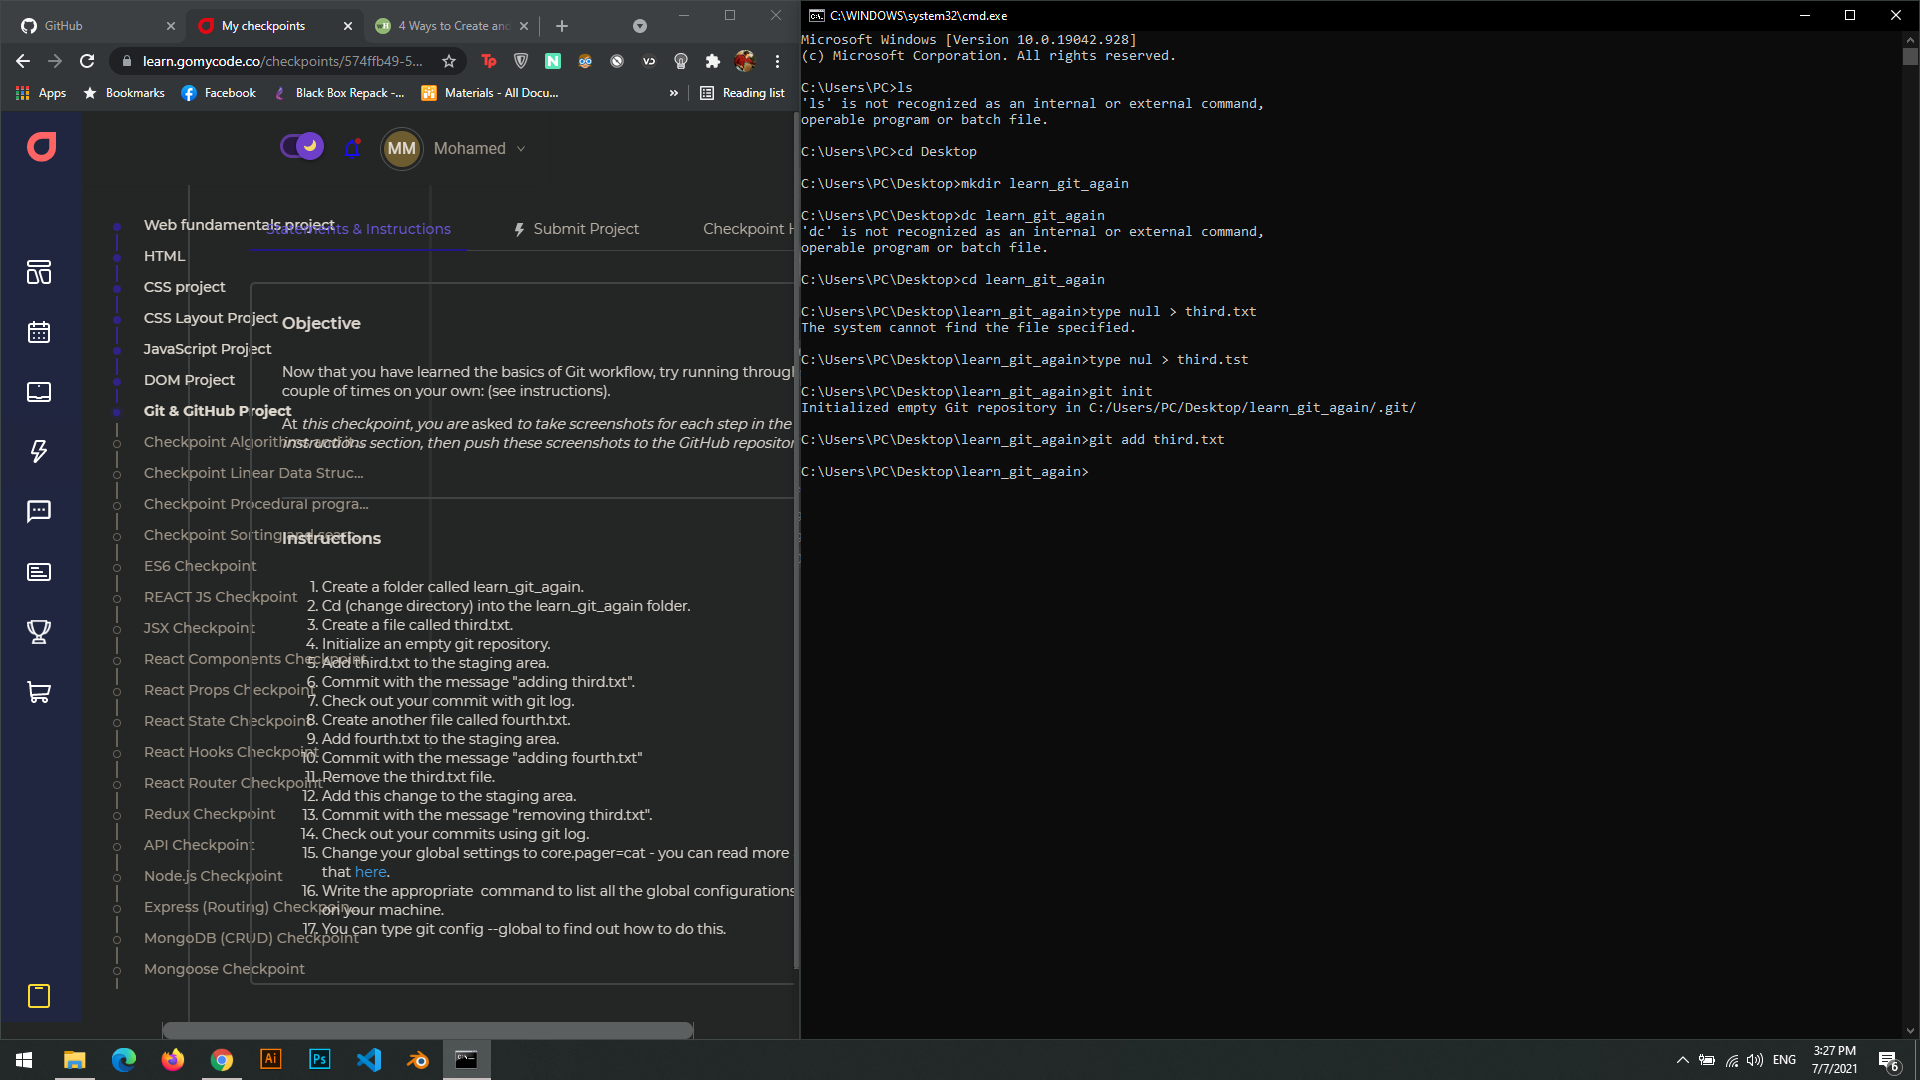 GitHub
My checkpoints
4 Ways to Create and
learn.gomycode.co/checkpoints/574ffb49-5...
Apps
Bookmarks
Facebook
Black Box Repack -...
Materials - All Docu...
»
Reading list
MM
Mohamed
Web fundamentals project
HTML
CSS project
CSS Layout Project
JavaScript Project
DOM Project
Git & GitHub Project
Checkpoint Algorithms and i...
Checkpoint Linear Data Struc...
Checkpoint Procedural progra...
Checkpoint Sorting and sear...
ES6 Checkpoint
REACT JS Checkpoint
JSX Checkpoint
React Components Checkpoint
React Props Checkpoint
React State Checkpoint
React Hooks Checkpoint
React Router Checkpoint
Redux Checkpoint
API Checkpoint
Node.js Checkpoint
Express (Routing) Checkpoin...
MongoDB (CRUD) Checkpoint
Mongoose Checkpoint
Statements & Instructions
Submit Project
Checkpoint H
Objective
Now that you have learned the basics of Git workflow, try running through
couple of times on your own: (see instructions).
At this checkpoint, you are asked to take screenshots for each step in the
instructions section, then push these screenshots to the GitHub repositor
Instructions
1. Create a folder called learn_git_again.
2. Cd (change directory) into the learn_git_again folder.
3. Create a file called third.txt.
4. Initialize an empty git repository.
5. Add third.txt to the staging area.
6. Commit with the message "adding third.txt".
7. Check out your commit with git log.
8. Create another file called fourth.txt.
9. Add fourth.txt to the staging area.
10. Commit with the message "adding fourth.txt"
11. Remove the third.txt file.
12. Add this change to the staging area.
13. Commit with the message "removing third.txt".
14. Check out your commits using git log.
15. Change your global settings to core.pager=cat - you can read more
that here.
16. Write the appropriate command to list all the global configurations
on your machine.
17. You can type git config --global to find out how to do this.
C:\WINDOWS\system32\cmd.exe
Microsoft Windows [Version 10.0.19042.928]
(c) Microsoft Corporation. All rights reserved.
C:\Users\PC>ls
'ls' is not recognized as an internal or external command,
operable program or batch file.
C:\Users\PC>cd Desktop
C:\Users\PC\Desktop>mkdir learn_git_again
C:\Users\PC\Desktop>dc learn_git_again
'dc' is not recognized as an internal or external command,
operable program or batch file.
C:\Users\PC\Desktop>cd learn_git_again
C:\Users\PC\Desktop\learn_git_again>type null > third.txt
The system cannot find the file specified.
C:\Users\PC\Desktop\learn_git_again>type nul > third.tst
C:\Users\PC\Desktop\learn_git_again>git init
Initialized empty Git repository in C:/Users/PC/Desktop/learn_git_again/.git/
C:\Users\PC\Desktop\learn_git_again>git add third.txt
C:\Users\PC\Desktop\learn_git_again>
Ai
Ps
ENG
3:27 PM
7/7/2021
6